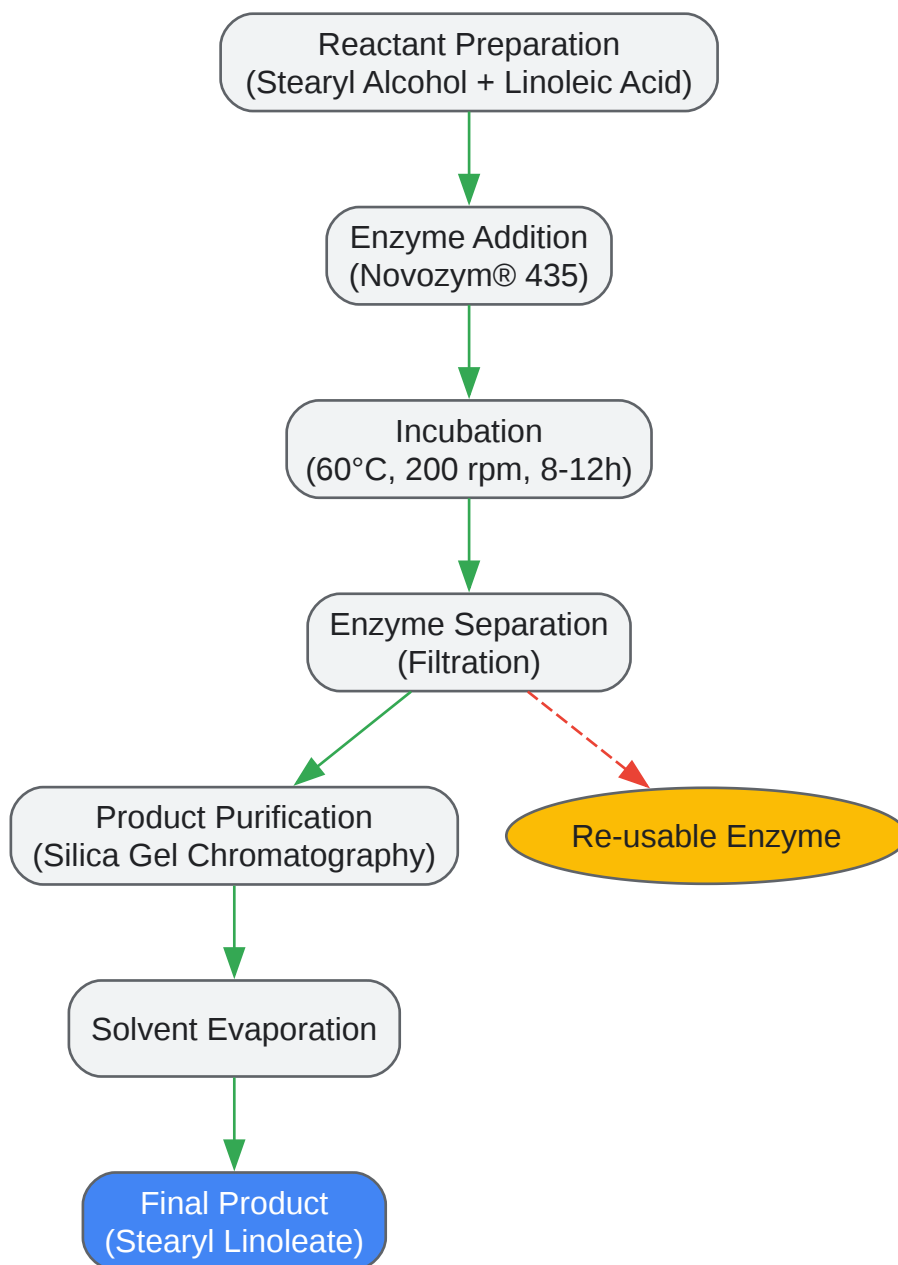 Reactant Preparation
(Stearyl Alcohol + Linoleic Acid)
Enzyme Addition
(Novozym® 435)
Incubation
(60°C, 200 rpm, 8-12h)
Enzyme Separation
(Filtration)
Product Purification
(Silica Gel Chromatography)
Re-usable Enzyme
Solvent Evaporation
Final Product
(Stearyl Linoleate)